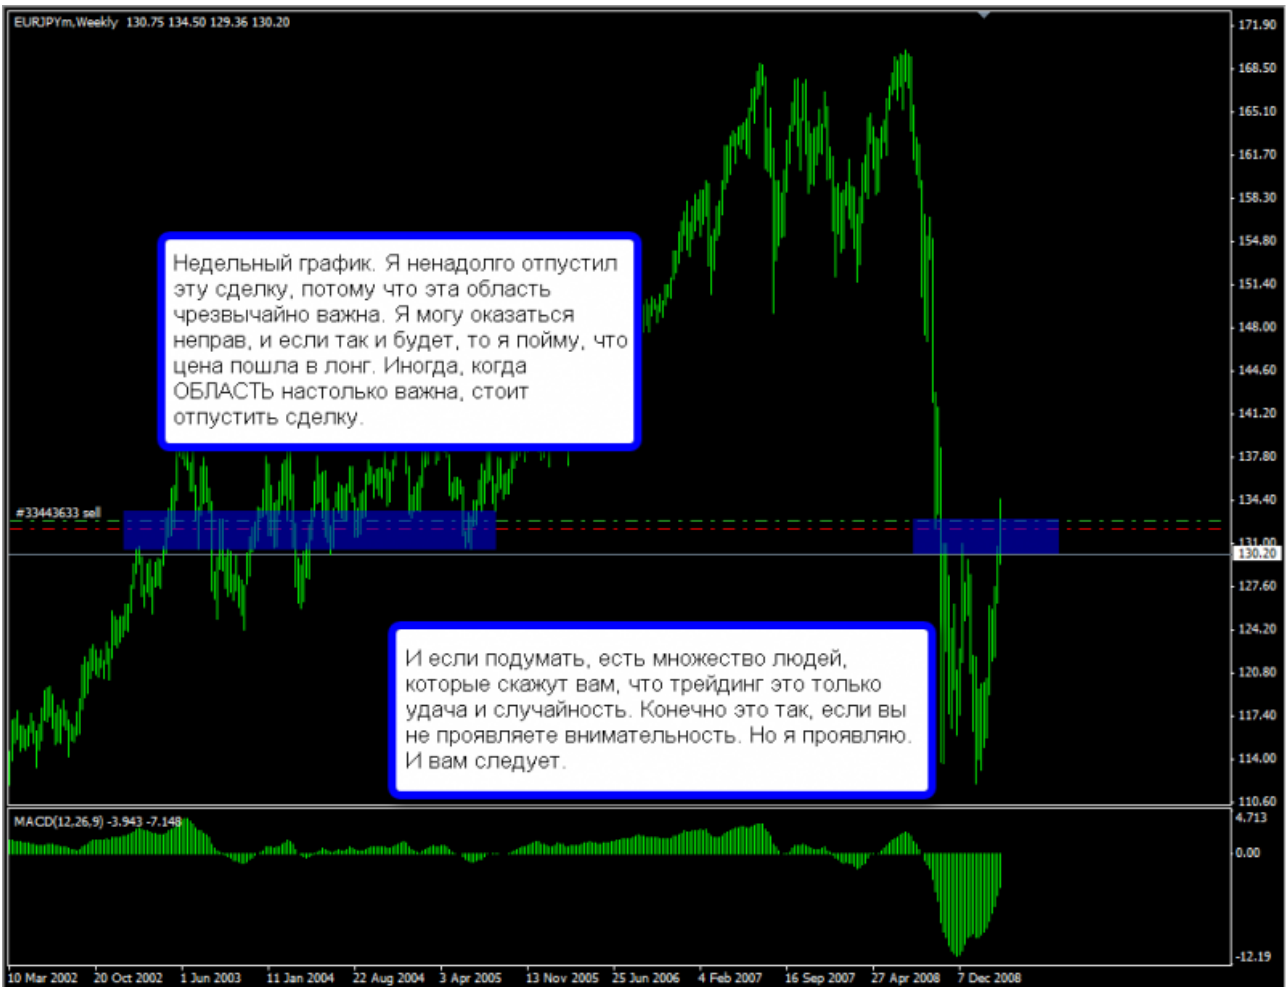 EURJPYm,Weekly 130.75 134.50 129.36 130.20
171.90
168.50
165.10
161.70
158.30
154.80
151.40
148.00
144.60
141.20
137.80
134.40
131.00
130.20
127.60
124.20
120.80
117.40
114.00
110.60
Недельный график. Я ненадолго отпустил
эту сделку, потому что эта область
чрезвычайно важна. Я могу оказаться
неправ, и если так и будет, то я пойму, что
цена пошла в лонг. Иногда, когда
ОБЛАСТЬ настолько важна, стоит
отпустить сделку.
#33443633 sell
И если подумать, есть множество людей,
которые скажут вам, что трейдинг это только
удача и случайность. Конечно это так, если вы
не проявляете внимательность. Но я проявляю.
И вам следует.
MACD(12,26,9) -3.943 -7.148
4.713
0.00
-12.19
10 Mar 2002 20 Oct 2002 1 Jun 2003 11 Jan 2004 22 Aug 2004 3 Apr 2005 13 Nov 2005 25 Jun 2006 4 Feb 2007 16 Sep 2007 27 Apr 2008 7 Dec 2008